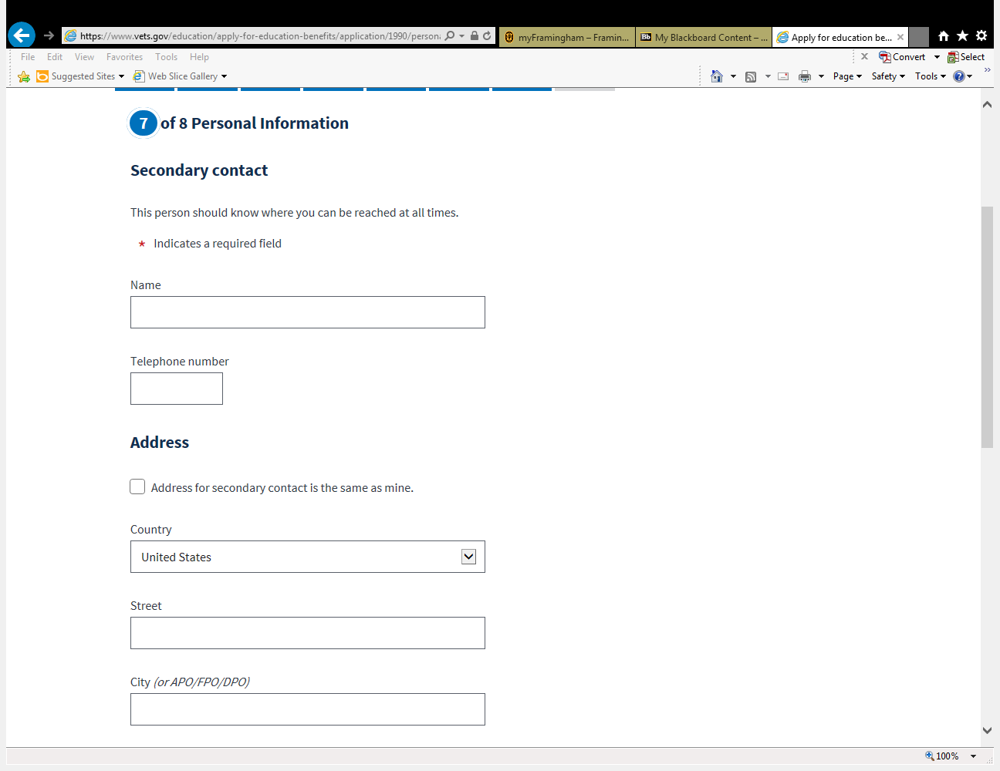 https://www.vets.gov/education/apply-for-education-benefits/application/1990/person
myFramingham – Framin...
Bb My Blackboard Content – ...
Apply for education be...
File Edit View Favorites Tools Help
Convert
Select
Suggested Sites
Web Slice Gallery
Page
Safety
Tools
7 of 8 Personal Information
Secondary contact
This person should know where you can be reached at all times.
* Indicates a required field
Name
Telephone number
Address
Address for secondary contact is the same as mine.
Country
United States
Street
City (or APO/FPO/DPO)
100%